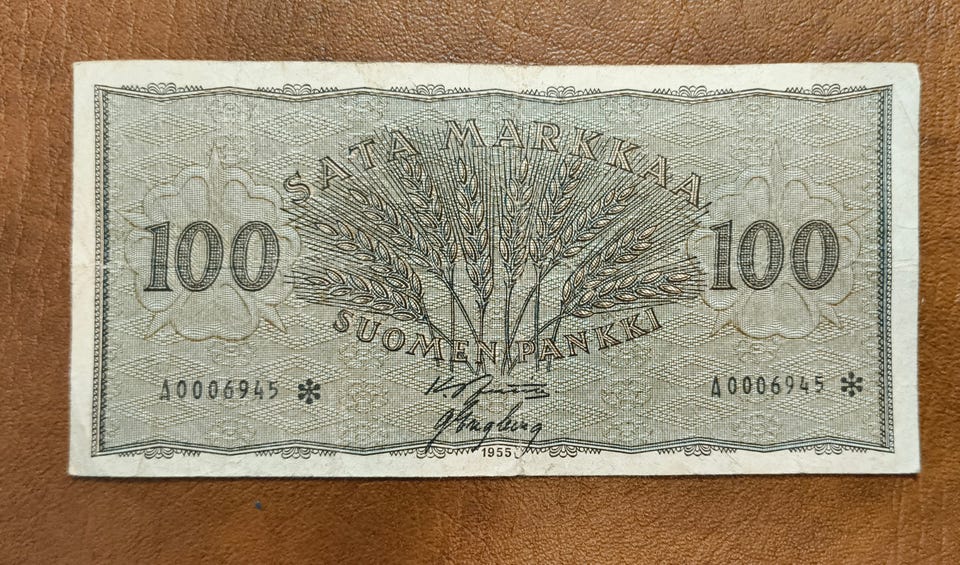 SATA MARKKAA
100 100
SUOMEN PANKKI
A0006945 * A0006945 *
1955